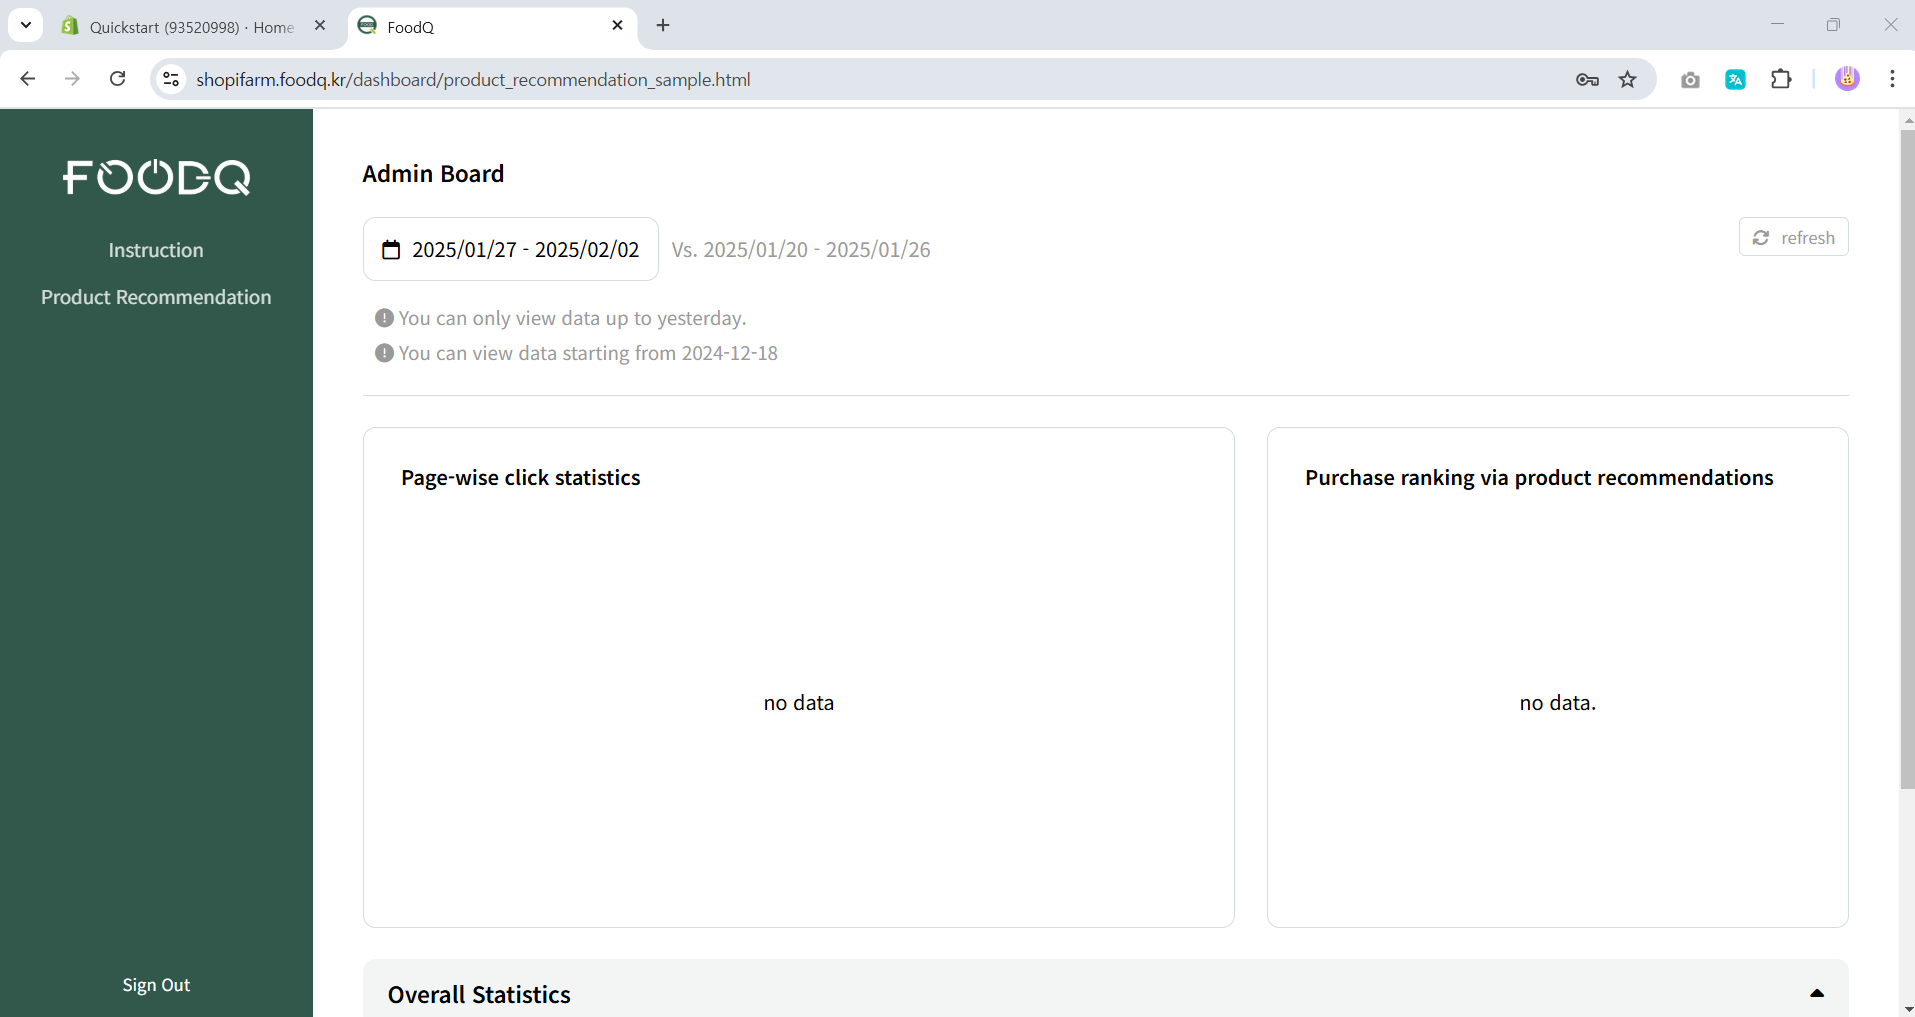 Quickstart (93520998) · Home
FoodQ
shopifarm.foodq.kr/dashboard/product_recommendation_sample.html
FOODQ
Instruction
Product Recommendation
Sign Out
Admin Board
2025/01/27 - 2025/02/02
Vs. 2025/01/20 - 2025/01/26
refresh
You can only view data up to yesterday.
You can view data starting from 2024-12-18
Page-wise click statistics
no data
Purchase ranking via product recommendations
no data.
Overall Statistics